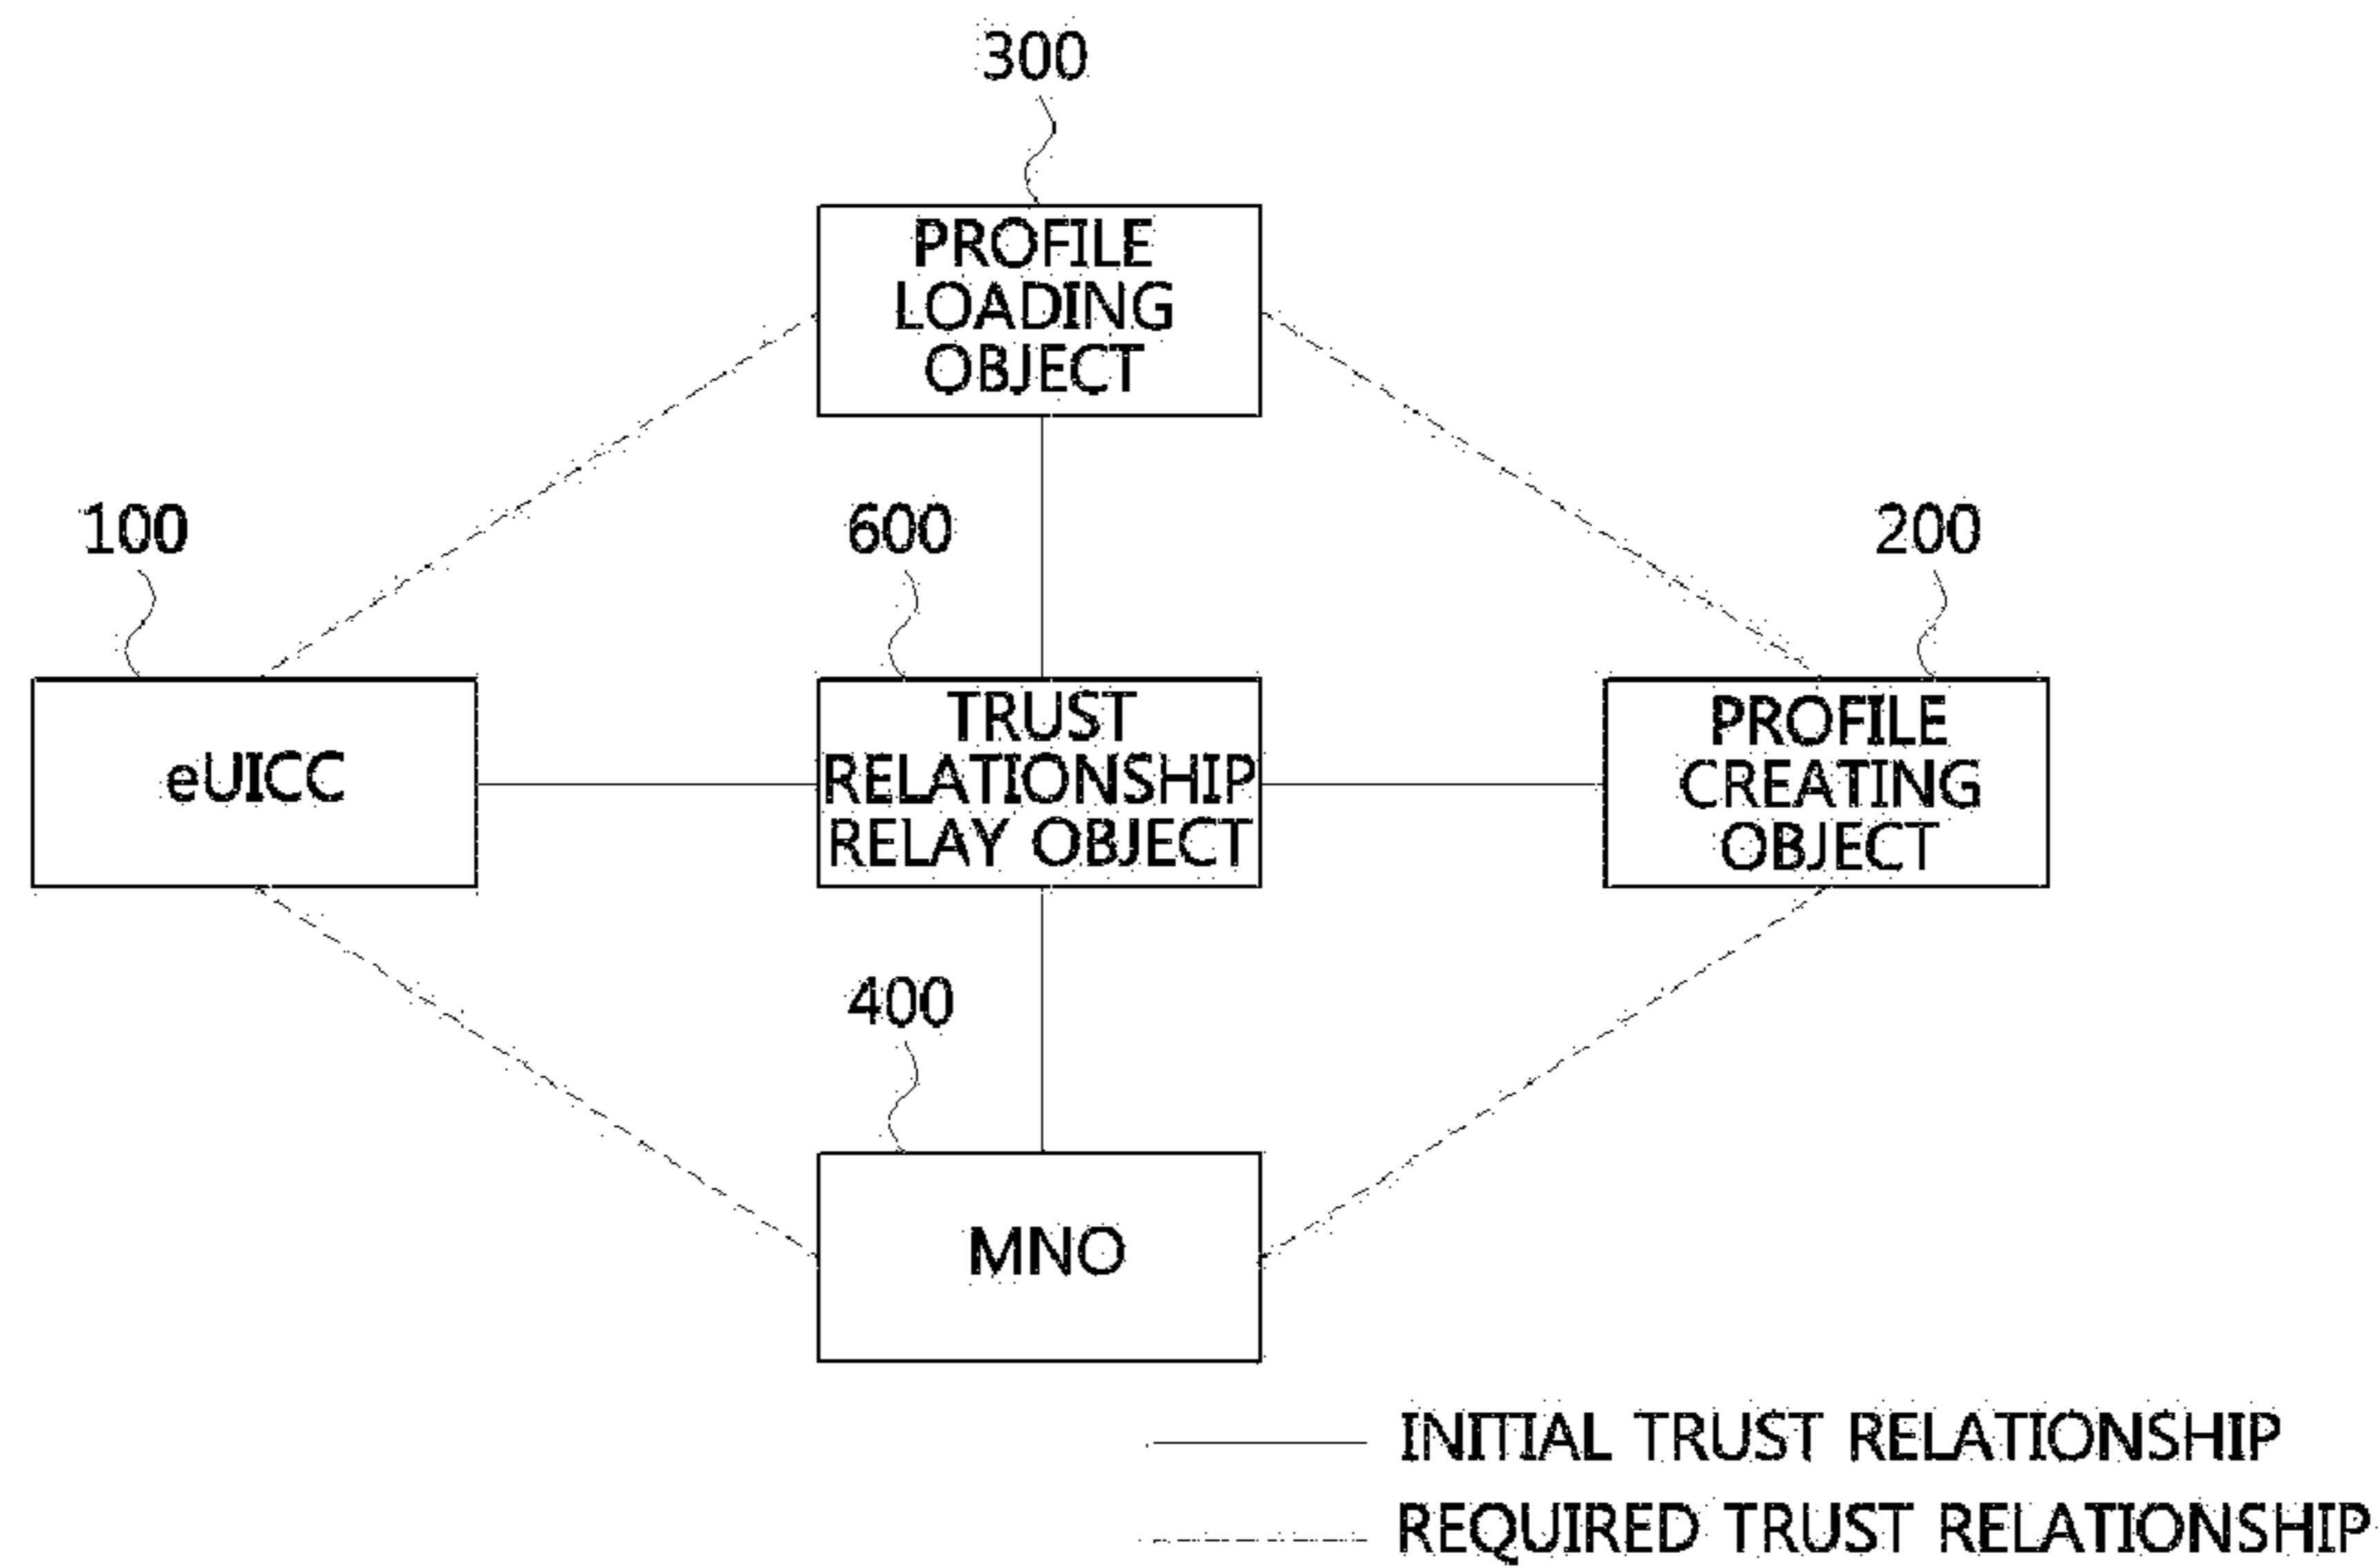 300
PROFILE
LOADING
OBJECT
100
600
200
eUICC
TRUST
RELATIONSHIP
RELAY OBJECT
PROFILE
CREATING
OBJECT
400
MNO
INITIAL TRUST RELATIONSHIP
REQUIRED TRUST RELATIONSHIP